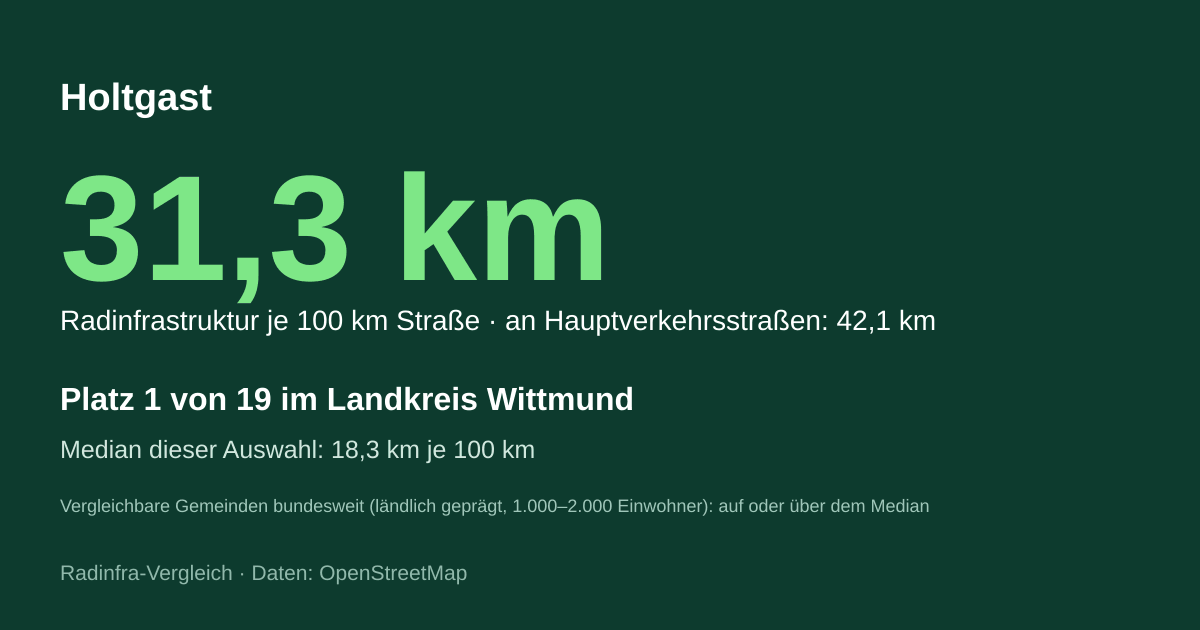 Holtgast
31,3 km
Radinfrastruktur je 100 km Straße · an Hauptverkehrsstraßen: 42,1 km
Platz 1 von 19 im Landkreis Wittmund
Median dieser Auswahl: 18,3 km je 100 km
Vergleichbare Gemeinden bundesweit (ländlich geprägt, 1.000–2.000 Einwohner): auf oder über dem Median
Radinfra-Vergleich · Daten: OpenStreetMap